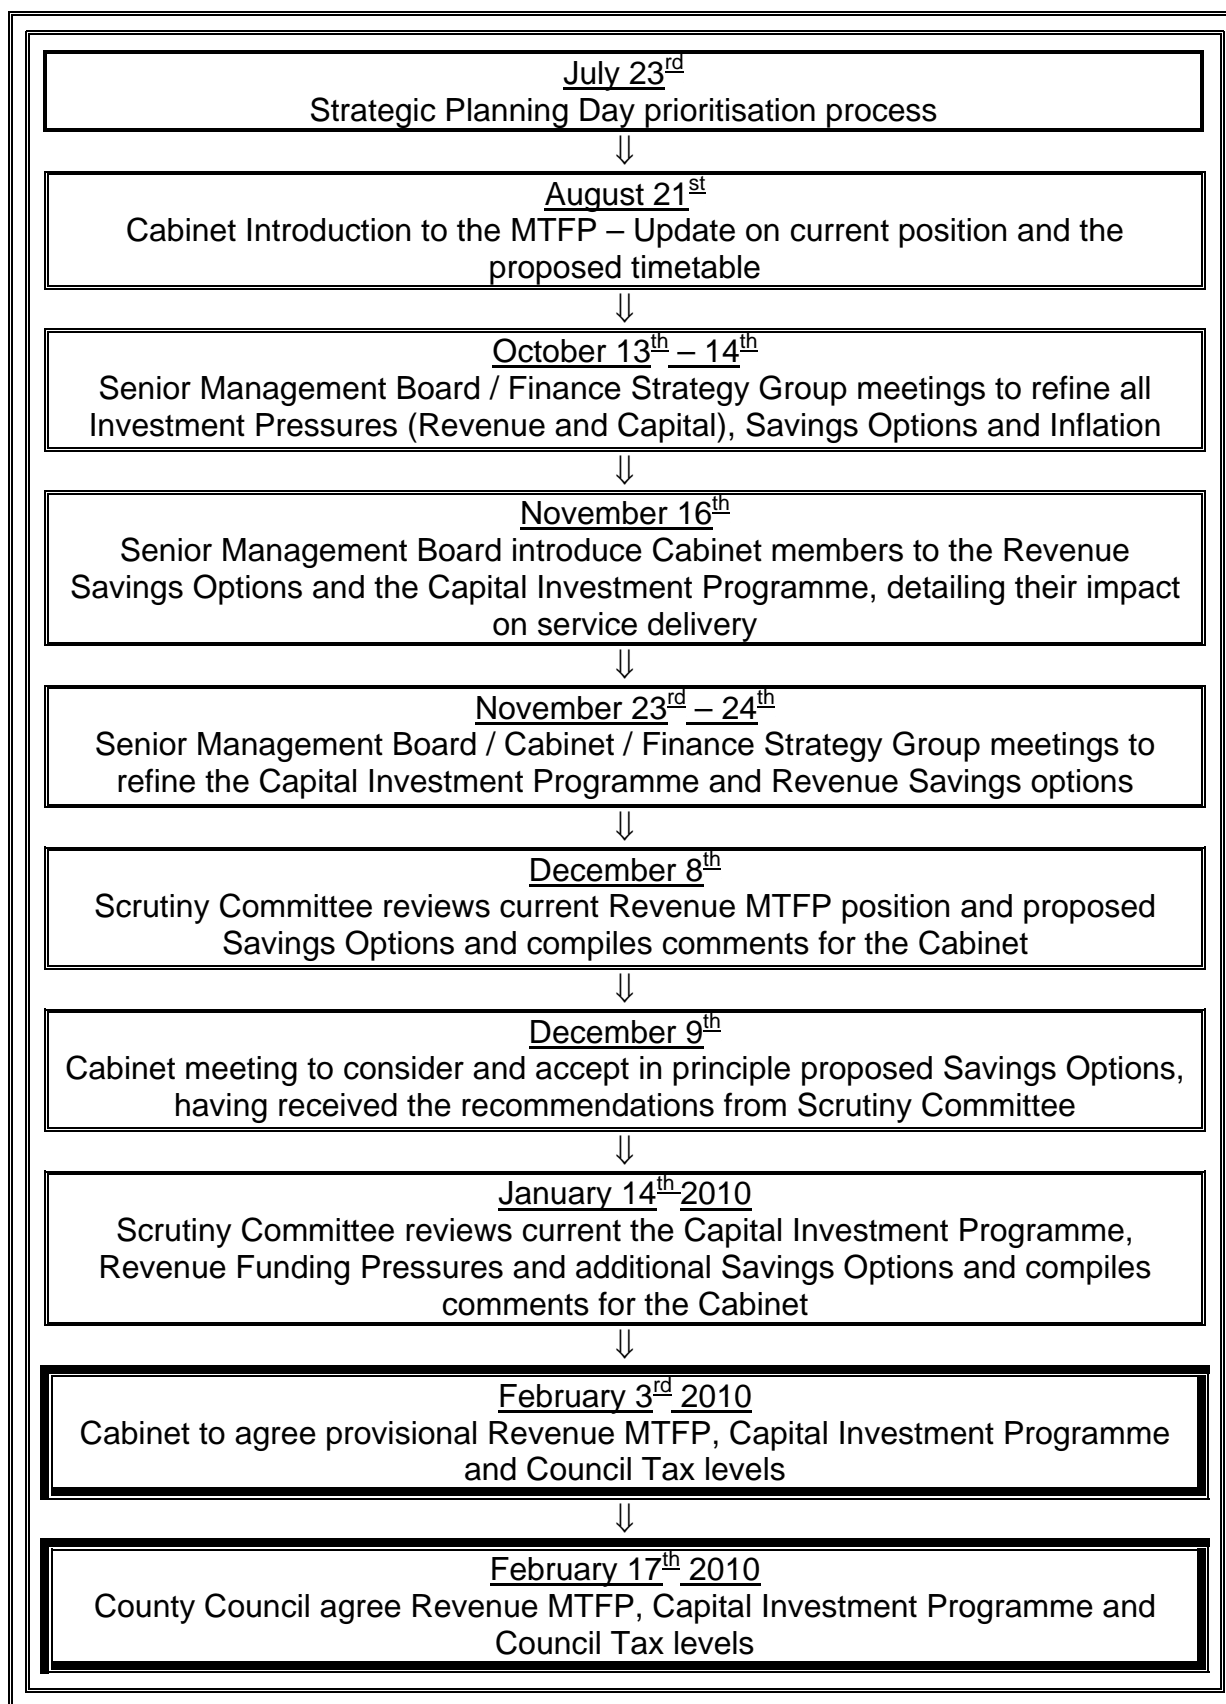 July 23rd
Strategic Planning Day prioritisation process
⇓
August 21st
Cabinet Introduction to the MTFP – Update on current position and the
proposed timetable
⇓
October 13th – 14th
Senior Management Board / Finance Strategy Group meetings to refine all
Investment Pressures (Revenue and Capital), Savings Options and Inflation
⇓
November 16th
Senior Management Board introduce Cabinet members to the Revenue
Savings Options and the Capital Investment Programme, detailing their impact
on service delivery
⇓
November 23rd – 24th
Senior Management Board / Cabinet / Finance Strategy Group meetings to
refine the Capital Investment Programme and Revenue Savings options
⇓
December 8th
Scrutiny Committee reviews current Revenue MTFP position and proposed
Savings Options and compiles comments for the Cabinet
⇓
December 9th
Cabinet meeting to consider and accept in principle proposed Savings Options,
having received the recommendations from Scrutiny Committee
⇓
January 14th 2010
Scrutiny Committee reviews current the Capital Investment Programme,
Revenue Funding Pressures and additional Savings Options and compiles
comments for the Cabinet
⇓
February 3rd 2010
Cabinet to agree provisional Revenue MTFP, Capital Investment Programme
and Council Tax levels
⇓
February 17th 2010
County Council agree Revenue MTFP, Capital Investment Programme and
Council Tax levels